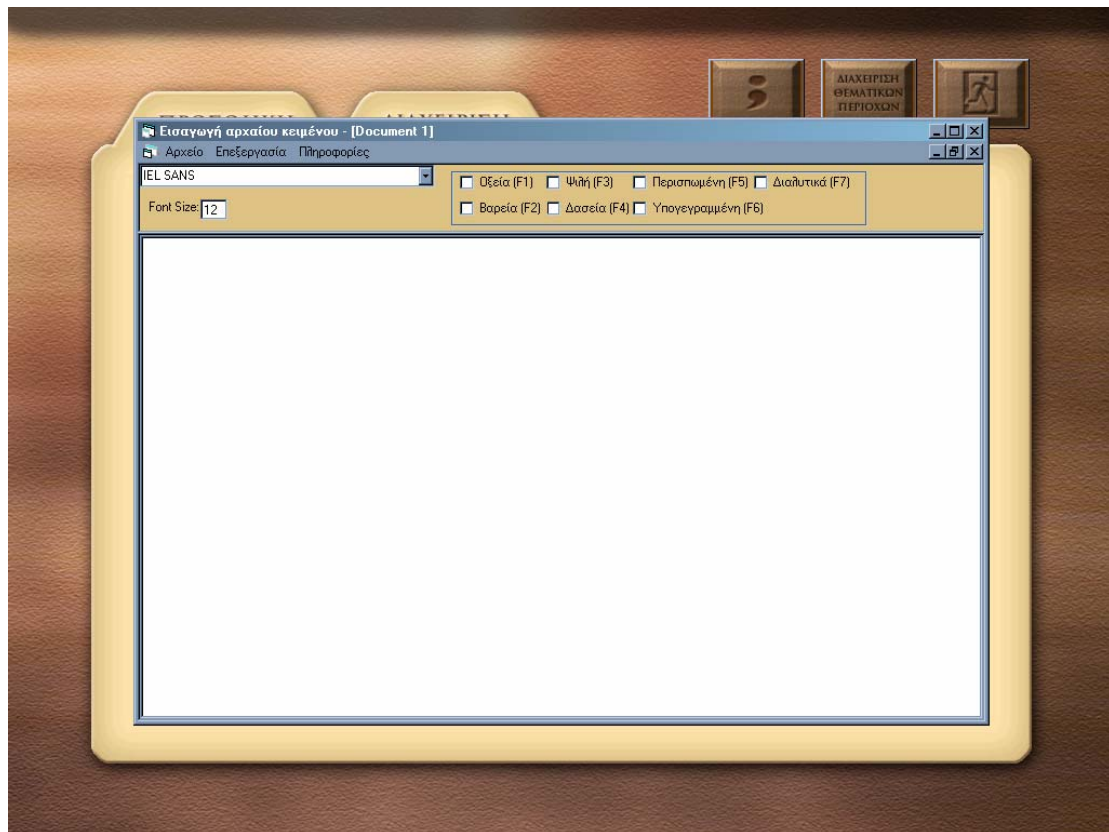 ;
ΔΙΑΧΕΙΡΙΣΗ
ΘΕΜΑΤΙΚΩΝ
ΠΕΡΙΟΧΩΝ
ΔΙΑΧΕΙΡΙΣΗ
Εισαγωγή αρχαίου κειμένου - [Document 1]
Αρχείο Επεξεργασία Πληροφορίες
IEL SANS
Οξεία (F1) Ψιλή (F3) Περισπωμένη (F5) Διαλυτικά (F7)
Font Size: 12
Βαρεία (F2) Δασεία (F4) Υπογεγραμμένη (F6)